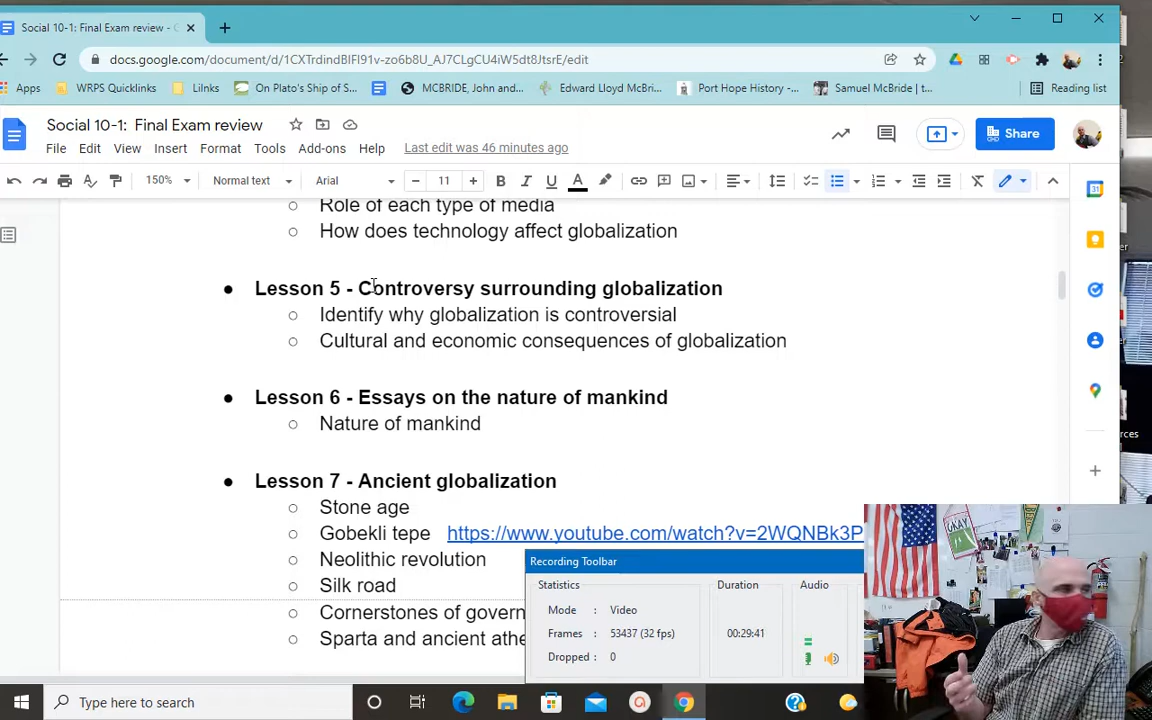 Social 10-1: Final Exam review
docs.google.com/document/d/1CXTrdindBIFI91v-zo6b8U_AJ7CLgCU4iW5dt8JtsrE/edit
Apps WRPS Quicklinks LiInks On Plato's Ship of S... MCBRIDE, John and... Edward Lloyd McBri... Port Hope History -... Samuel McBride | t... Reading list
Social 10-1: Final Exam review
Share
File Edit View Insert Format Tools Add-ons Help Last edit was 46 minutes ago
150% Normal text Arial 11
Role of each type of media
How does technology affect globalization
Lesson 5 - Controversy surrounding globalization
Identify why globalization is controversial
Cultural and economic consequences of globalization
Lesson 6 - Essays on the nature of mankind
Nature of mankind
Lesson 7 - Ancient globalization
Stone age
Gobekli tepe https://www.youtube.com/watch?v=2WQNBk3P
Neolithic revolution
Silk road
Cornerstones of govern
Sparta and ancient athe
Recording Toolbar
Statistics Duration Audio
Mode : Video
Frames : 53437 (32 fps) 00:29:41
Dropped : 0
OKAY
Type here to search